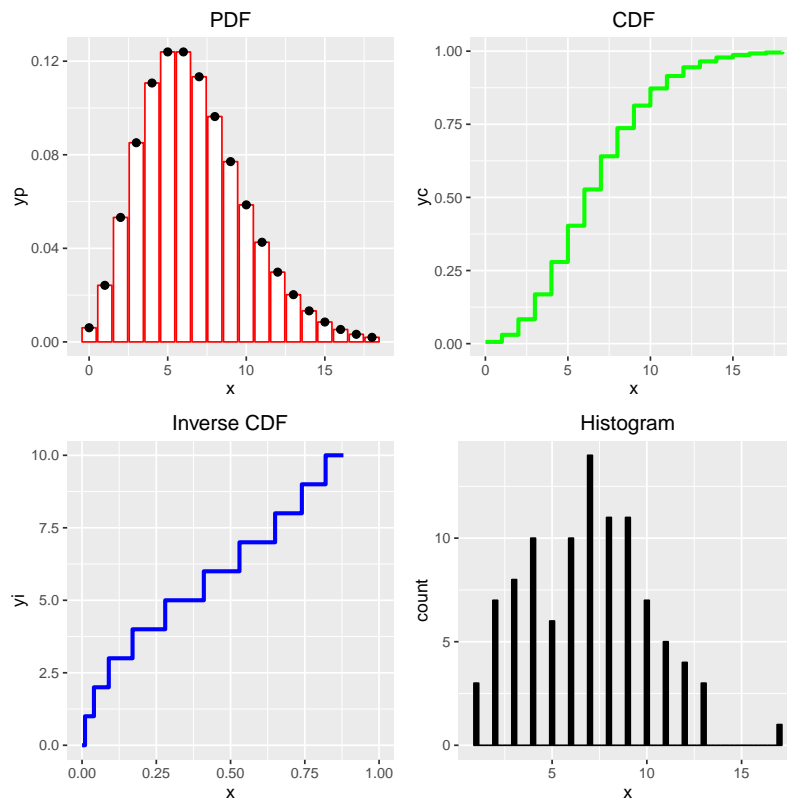 PDF
yp
0.12
0.08
0.04
0.00
0 5 10 15
x
CDF
yc
1.00
0.75
0.50
0.25
0.00
0 5 10 15
x
Inverse CDF
yi
10.0
7.5
5.0
2.5
0.0
0.00 0.25 0.50 0.75 1.00
x
Histogram
count
10
5
0
5 10 15
x